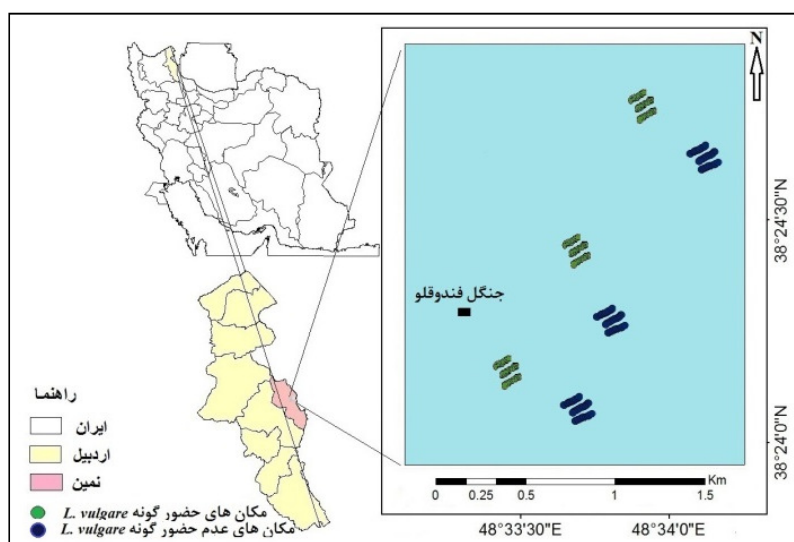 N
38°24'30"N
جنگل فندوقلو
38°24'0"N
راهنما
ایران
اردبیل
نمین
مکان های حضور گونه L. vulgare
مکان های عدم حضور گونه L. vulgare
Km
0 0.25 0.5 1 1.5
48°33'30"E 48°34'0"E